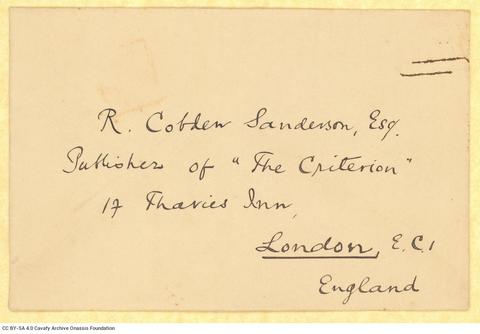 R. Cobden Sanderson, Esq.
Publisher of "The Criterion"
17 Thavies Inn,
London, E.C.1
England
CC BY-SA 4.0 Cavafy Archive Onassis Foundation